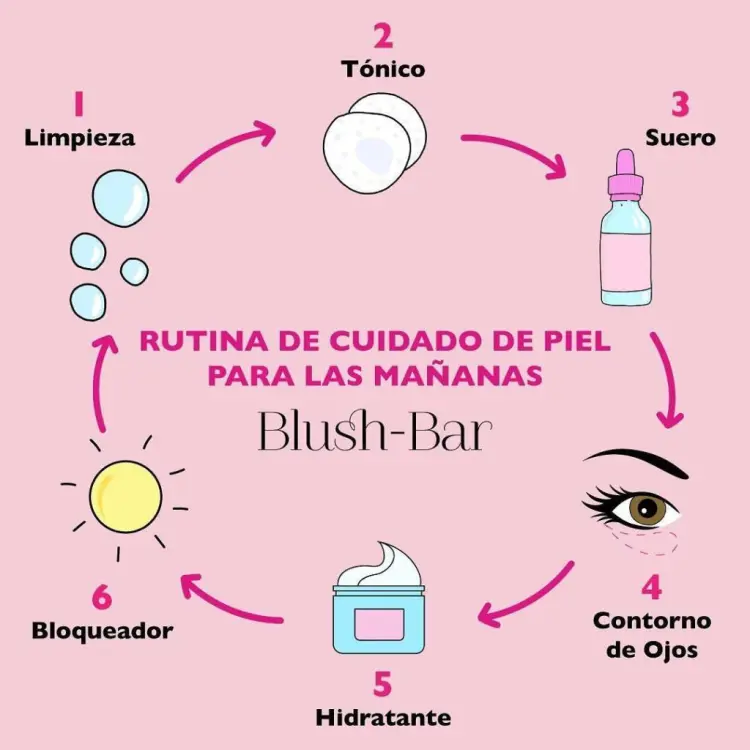 1
Limpieza
2
Tónico
3
Suero
RUTINA DE CUIDADO DE PIEL
PARA LAS MAÑANAS
Blush-Bar
4
Contorno
de Ojos
5
Hidratante
6
Bloqueador